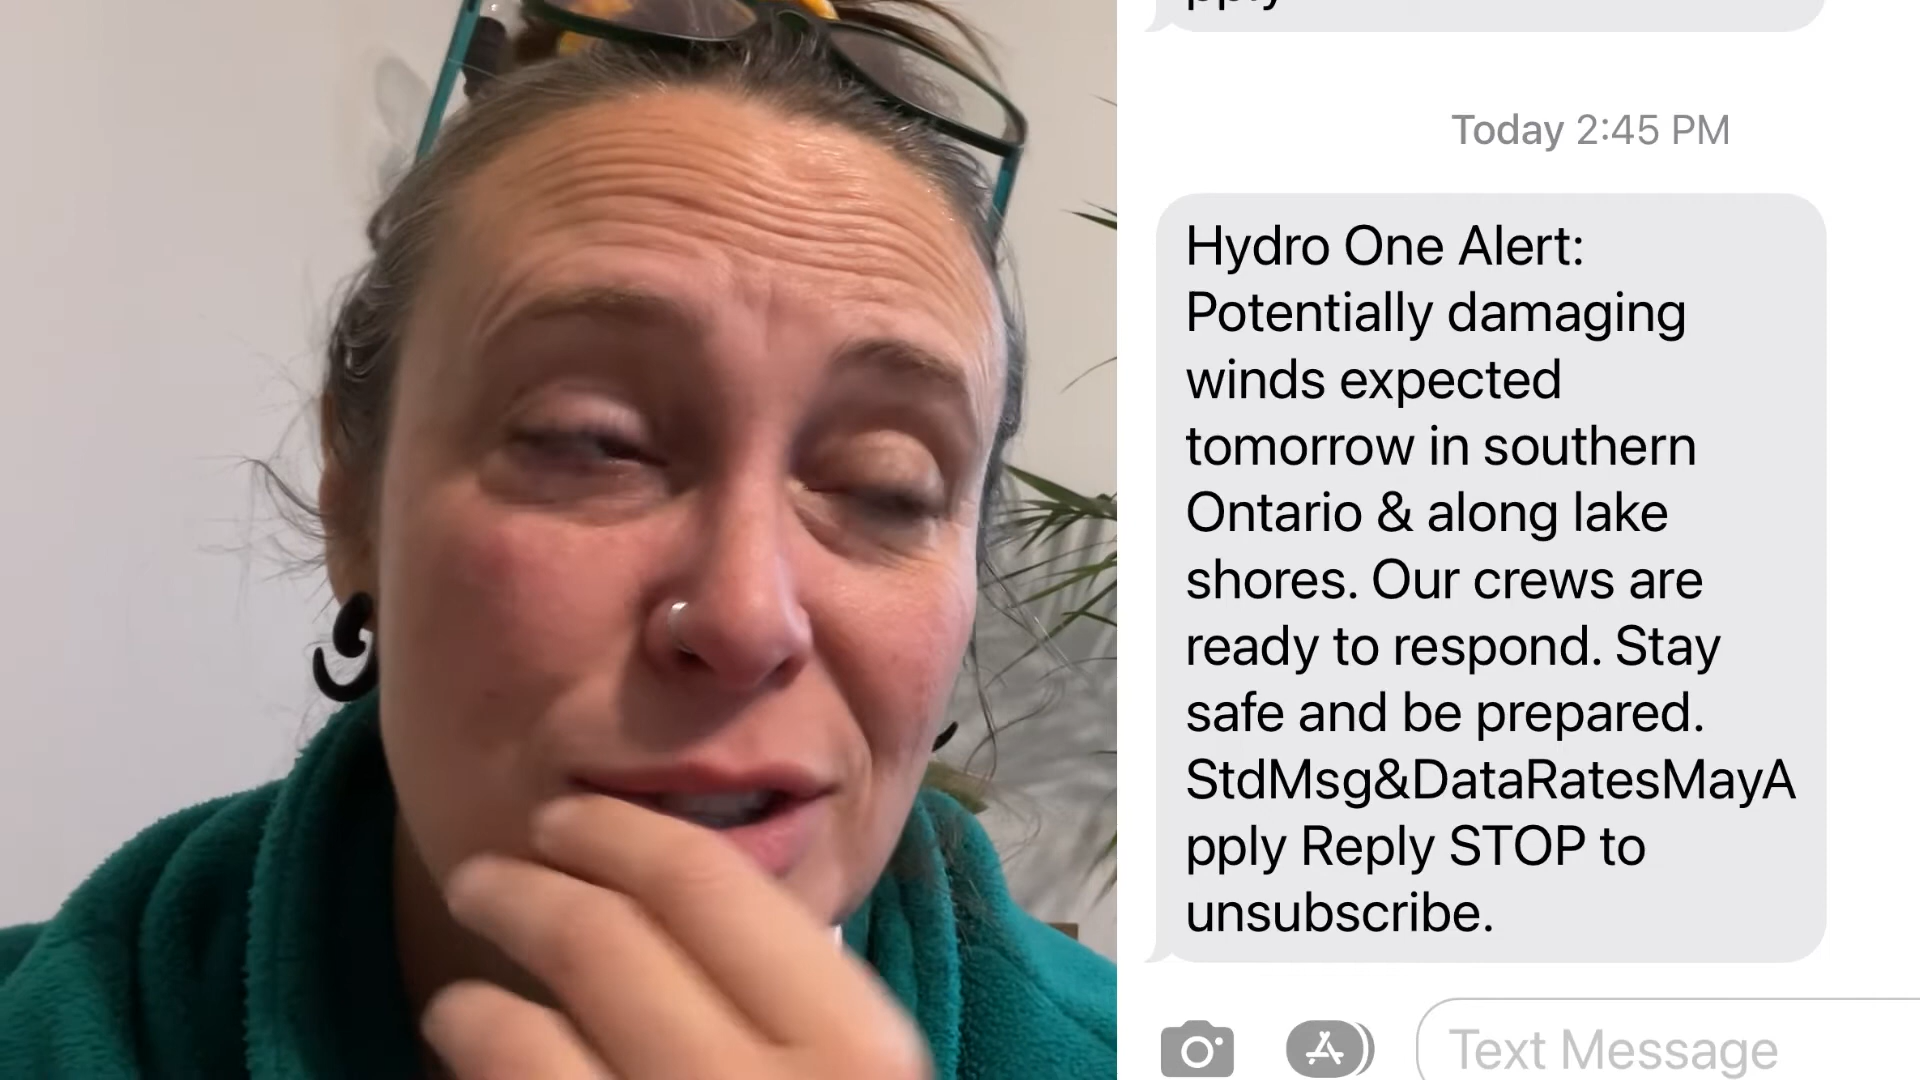 Today 2:45 PM
Hydro One Alert:
Potentially damaging
winds expected
tomorrow in southern
Ontario & along lake
shores. Our crews are
ready to respond. Stay
safe and be prepared.
StdMsg&DataRatesMayA
pply Reply STOP to
unsubscribe.
Text Message